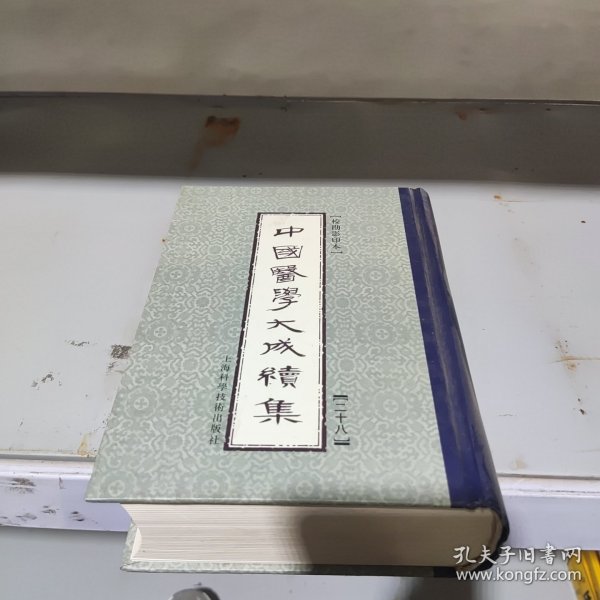 【校勘影印本】
中國醫學大成續集
【二十八】
上海科學技術出版社
孔夫子旧書网
www.kongfz.com